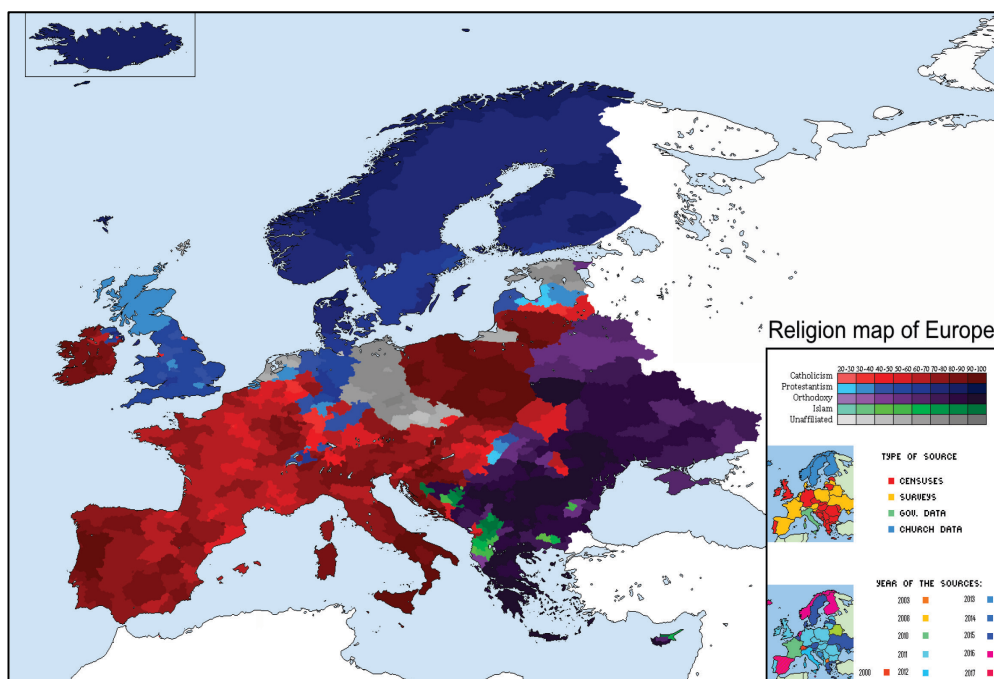 Religion map of Europe
20-30 30-40 40-50 50-60 60-70 70-80 80-90 90-100
Catholicism
Protestantism
Orthodoxy
Islam
Unaffiliated
TYPE OF SOURCE
CENSUSES
SURVEYS
GOV. DATA
CHURCH DATA
YEAR OF THE SOURCES:
2003 2013
2008 2014
2010 2015
2011 2016
2000 2012 2017